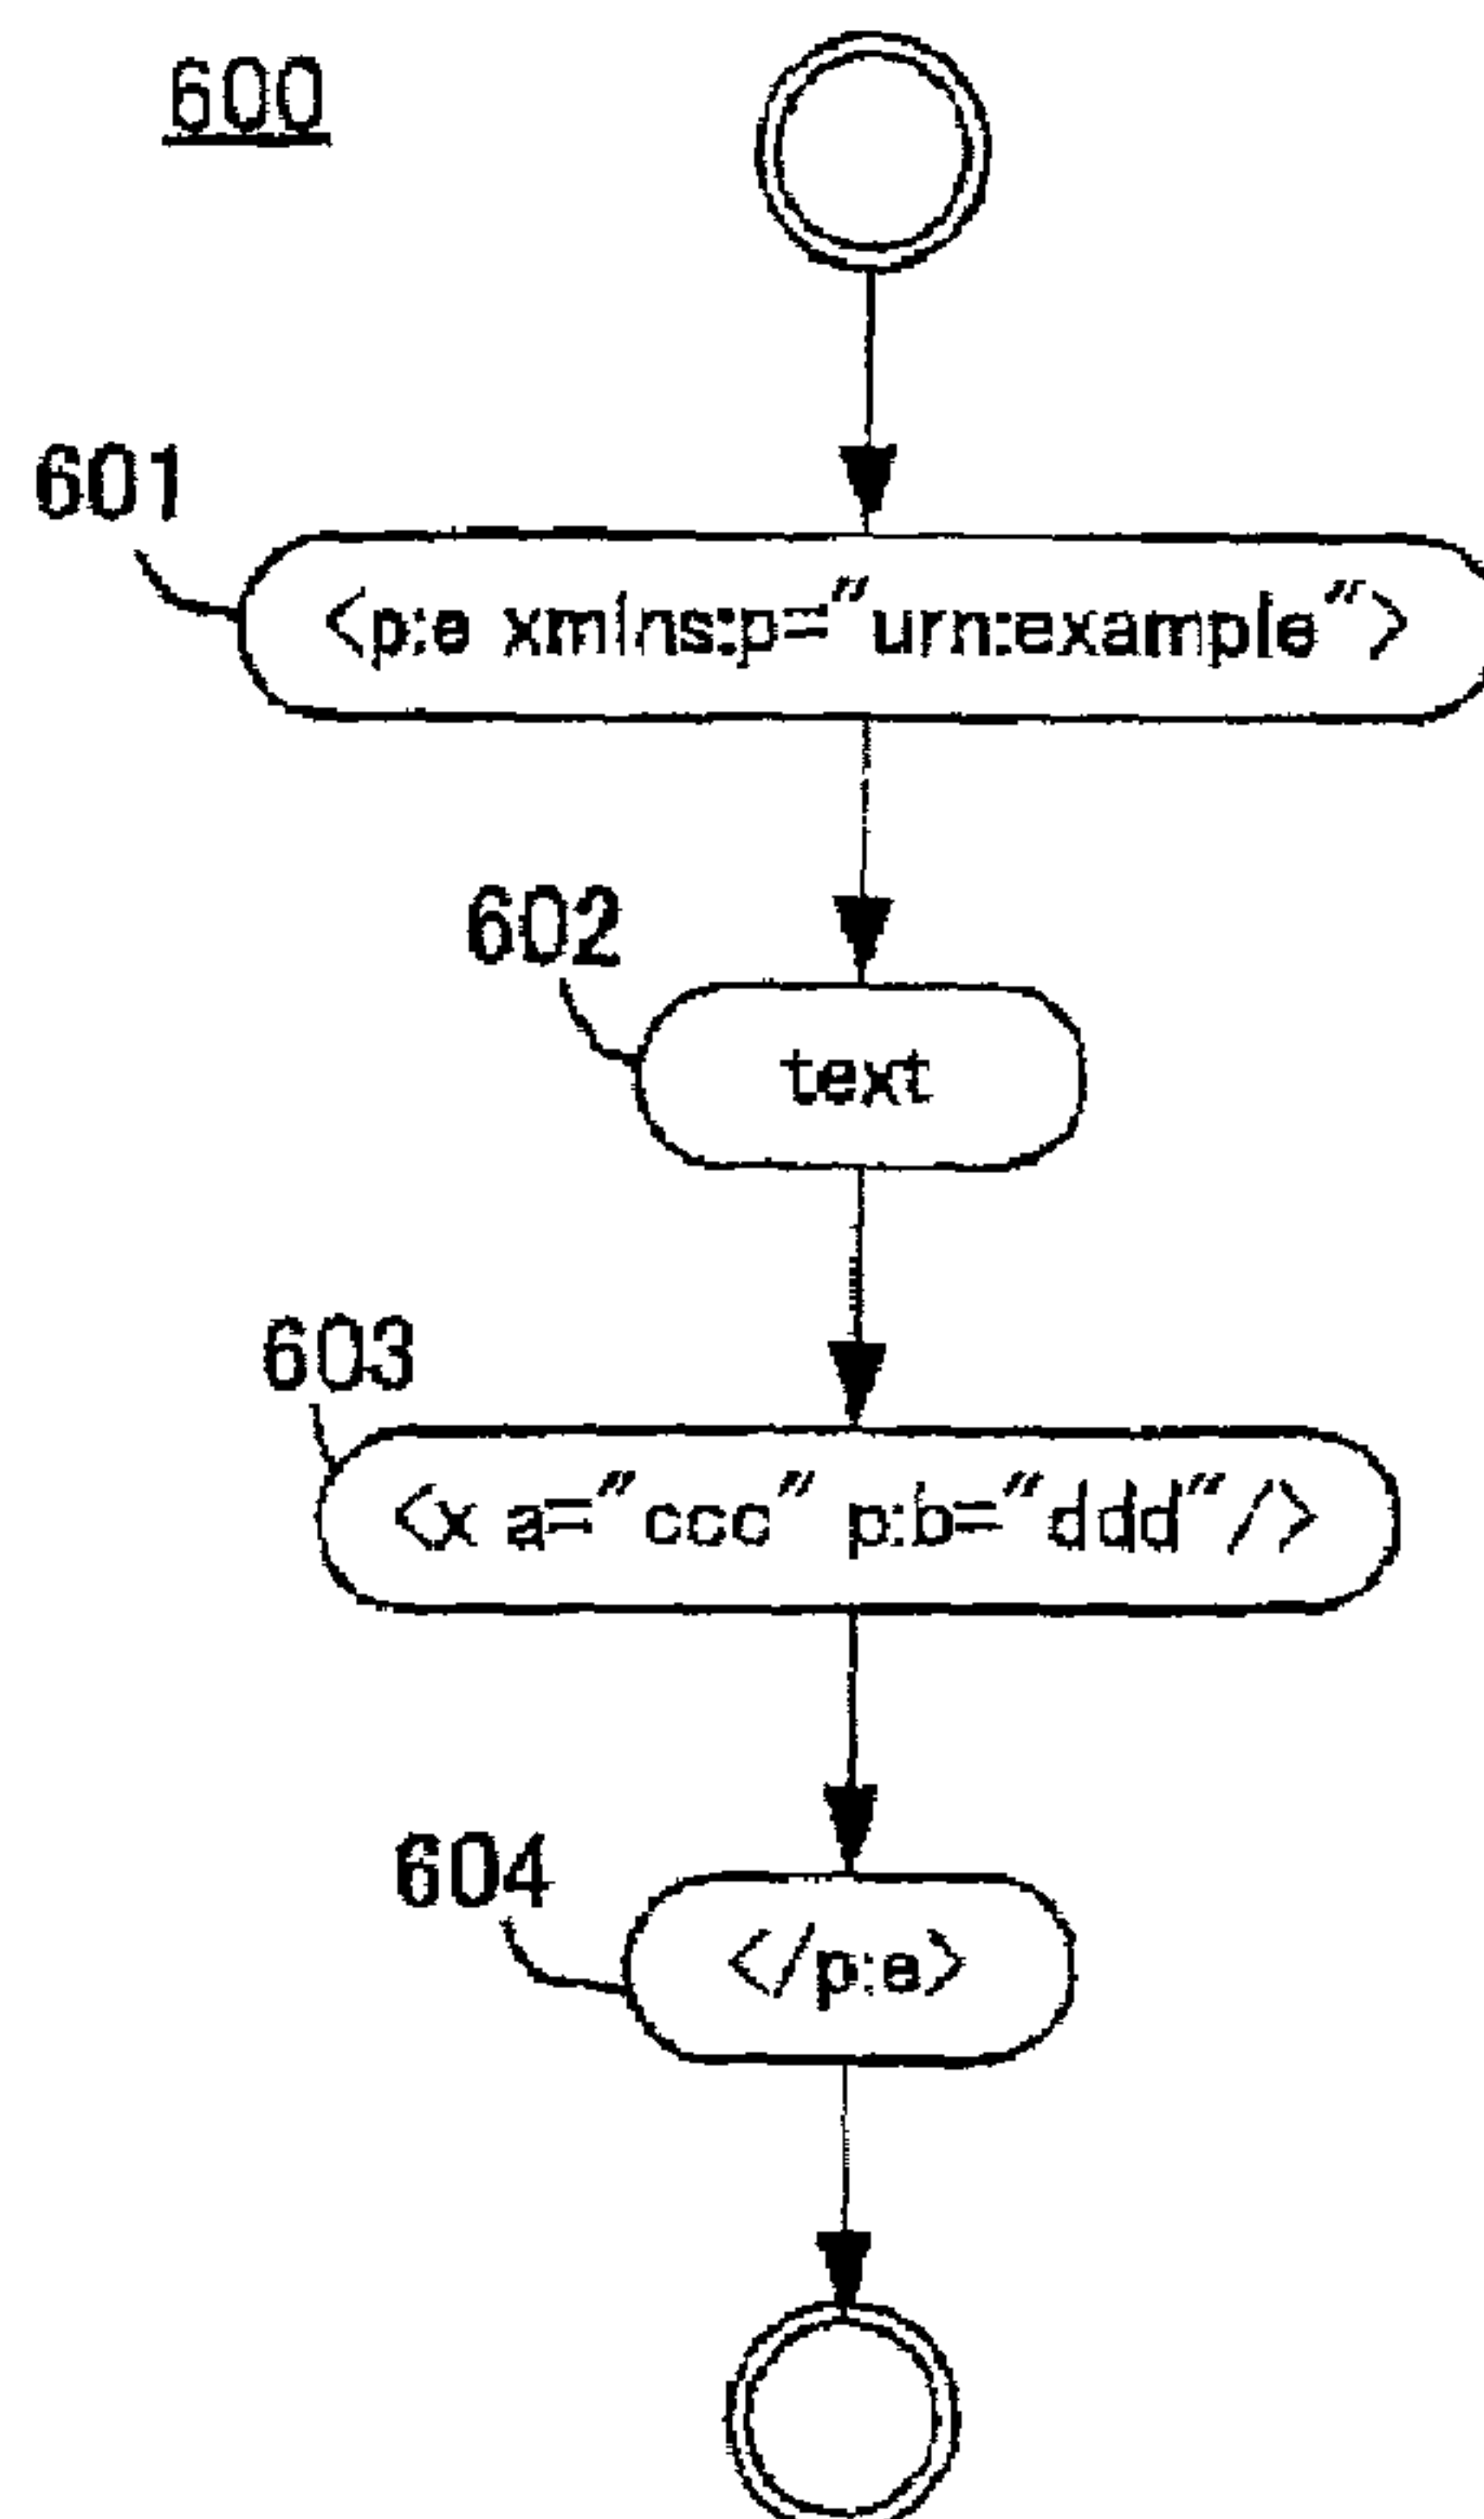 600
601
<p:e xmlns:p="urn:example">
602
text
603
<x a="ccc" p:b="ddd"/>
604
</p:e>